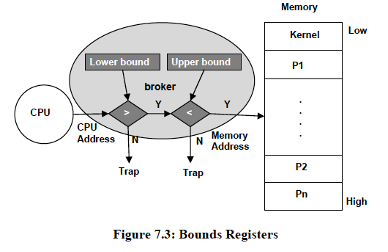 Memory
Lower bound
Upper bound
Kernel
Low
broker
P1
CPU
>
Y
<
Y
CPU
Address
N
N
Memory
Address
Trap
Trap
P2
Pn
High
Figure 7.3: Bounds Registers